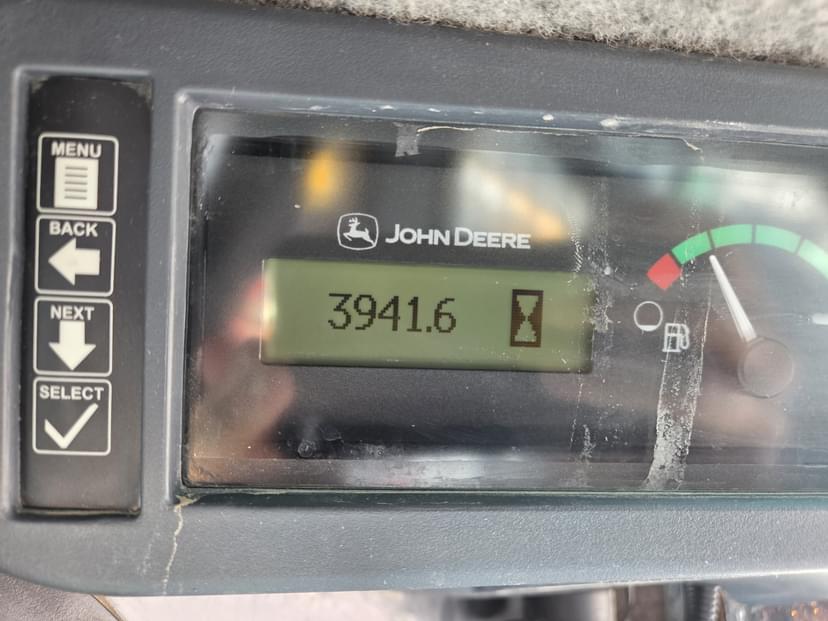 MENU
BACK
NEXT
SELECT
JOHN DEERE
3941.6